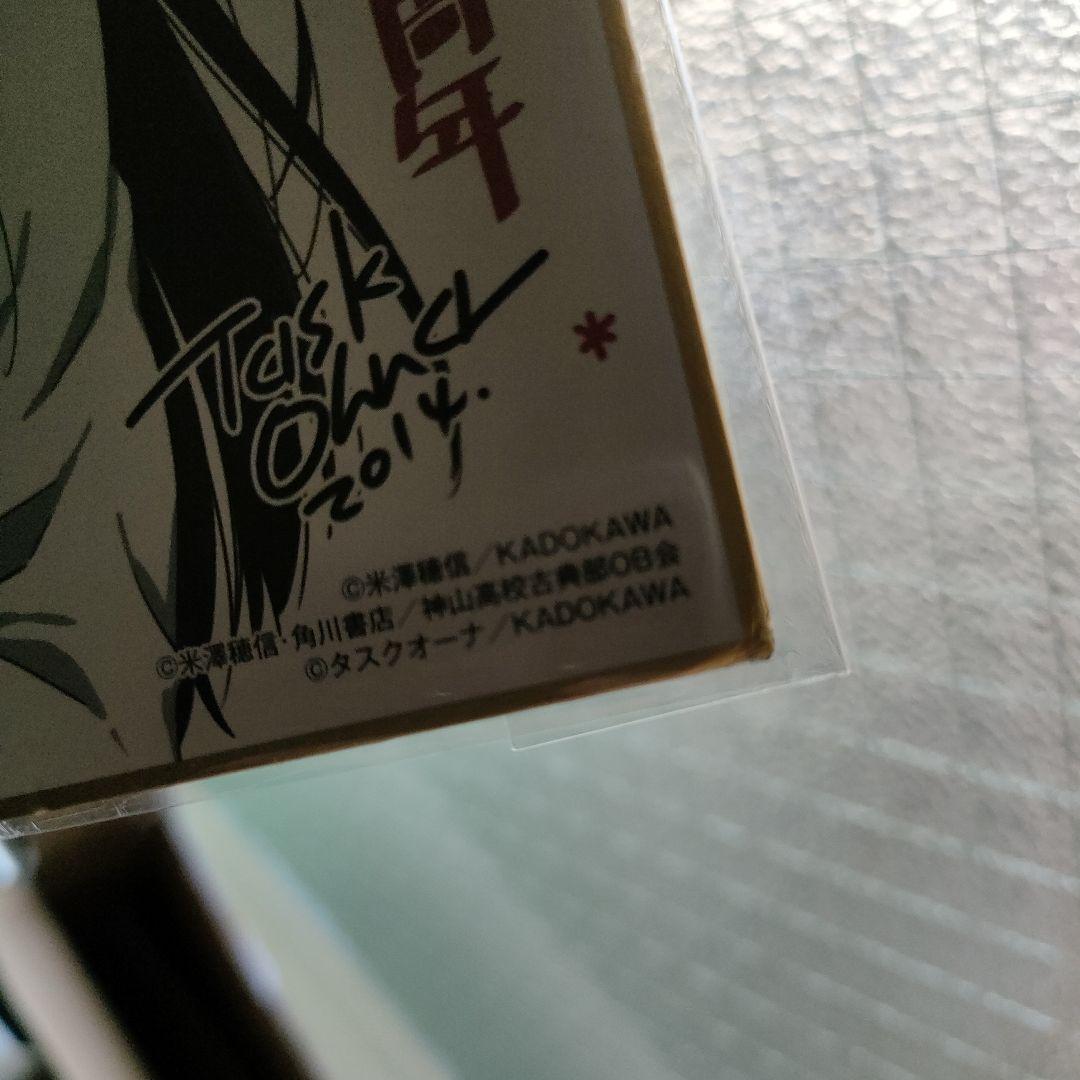 周年
Task
Ohna
2014.
*
©米澤穂信／KADOKAWA
©米澤穂信・角川書店／神山高校古典部OB会
©タスクオーナ／KADOKAWA